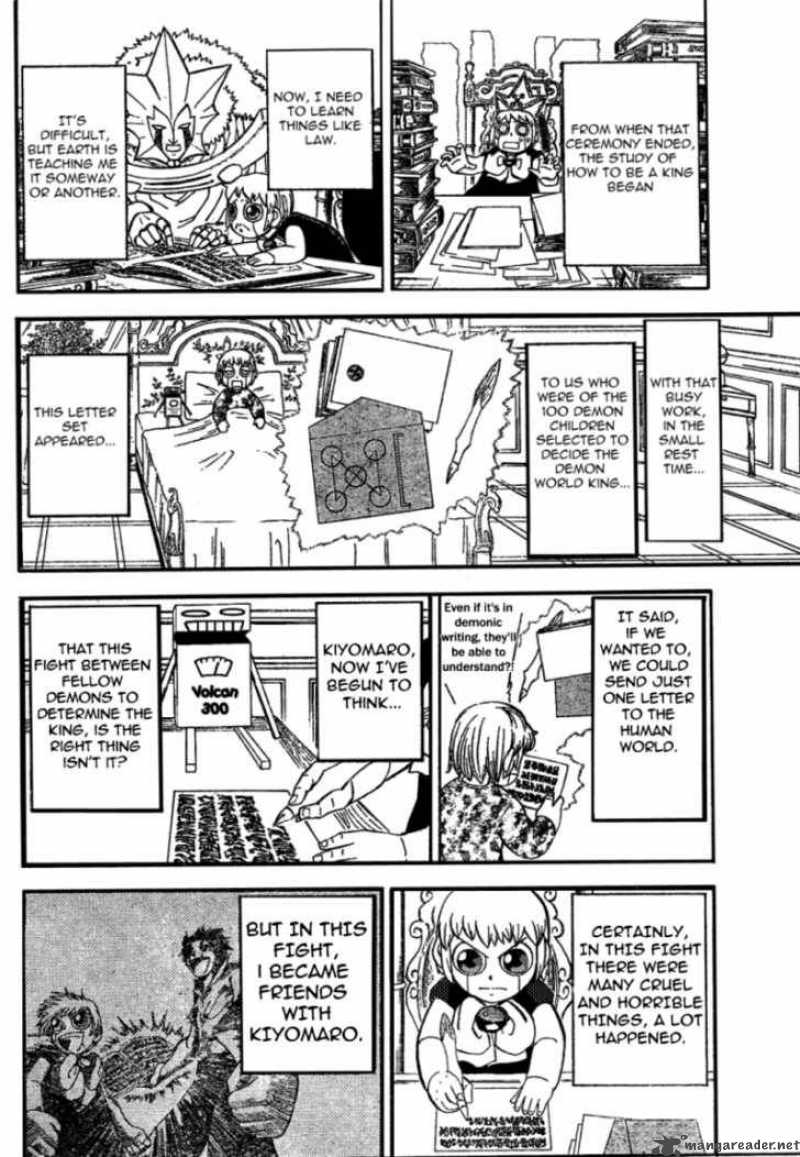 FROM WHEN THAT
CEREMONY ENDED,
THE STUDY OF
HOW TO BE A KING
BEGAN
NOW, I NEED
TO LEARN
THINGS LIKE
LAW.
IT'S
DIFFICULT,
BUT EARTH IS
TEACHING ME
IT SOMEWAY
OR ANOTHER.
WITH THAT
BUSY
WORK,
IN THE
SMALL
REST
TIME...
TO US WHO
WERE OF THE
100 DEMON
CHILDREN
SELECTED TO
DECIDE THE
DEMON
WORLD KING...
THIS LETTER
SET
APPEARED...
IT SAID,
IF WE
WANTED TO,
WE COULD
SEND JUST
ONE LETTER
TO THE
HUMAN
WORLD.
Even if it's in
demonic
writing, they'll
be able to
understand?!
KIYOMARO,
NOW I'VE
BEGUN TO
THINK...
Volcan
300
THAT THIS
FIGHT BETWEEN
FELLOW
DEMONS TO
DETERMINE THE
KING, IS THE
RIGHT THING
ISN'T IT?
CERTAINLY,
IN THIS FIGHT
THERE WERE
MANY CRUEL
AND HORRIBLE
THINGS, A LOT
HAPPENED.
BUT IN THIS
FIGHT,
I BECAME
FRIENDS
WITH
KIYOMARO.
mangareader.net